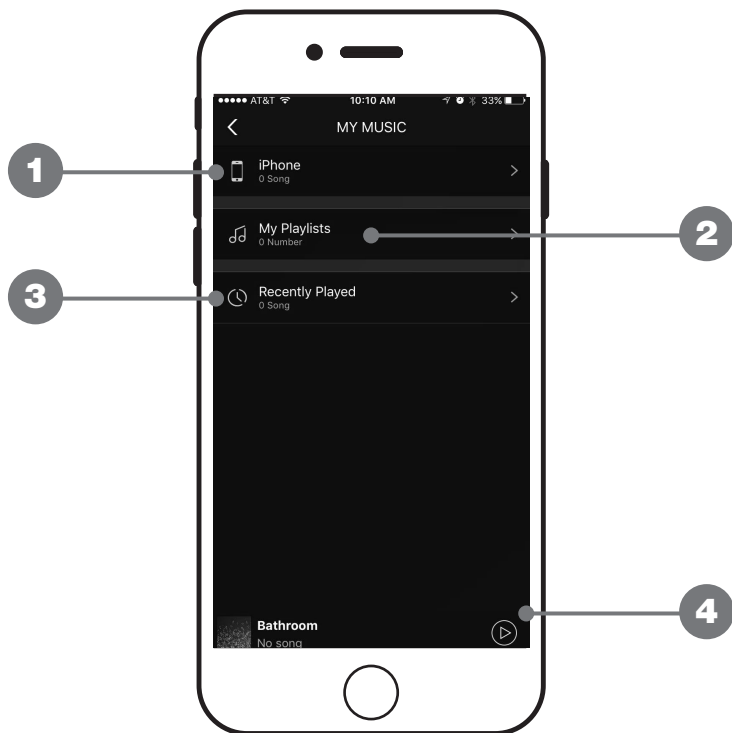 AT&T 10:10 AM 33%
MY MUSIC
1
iPhone
0 Song
My Playlists
0 Number
2
3
Recently Played
0 Song
4
Bathroom
No song